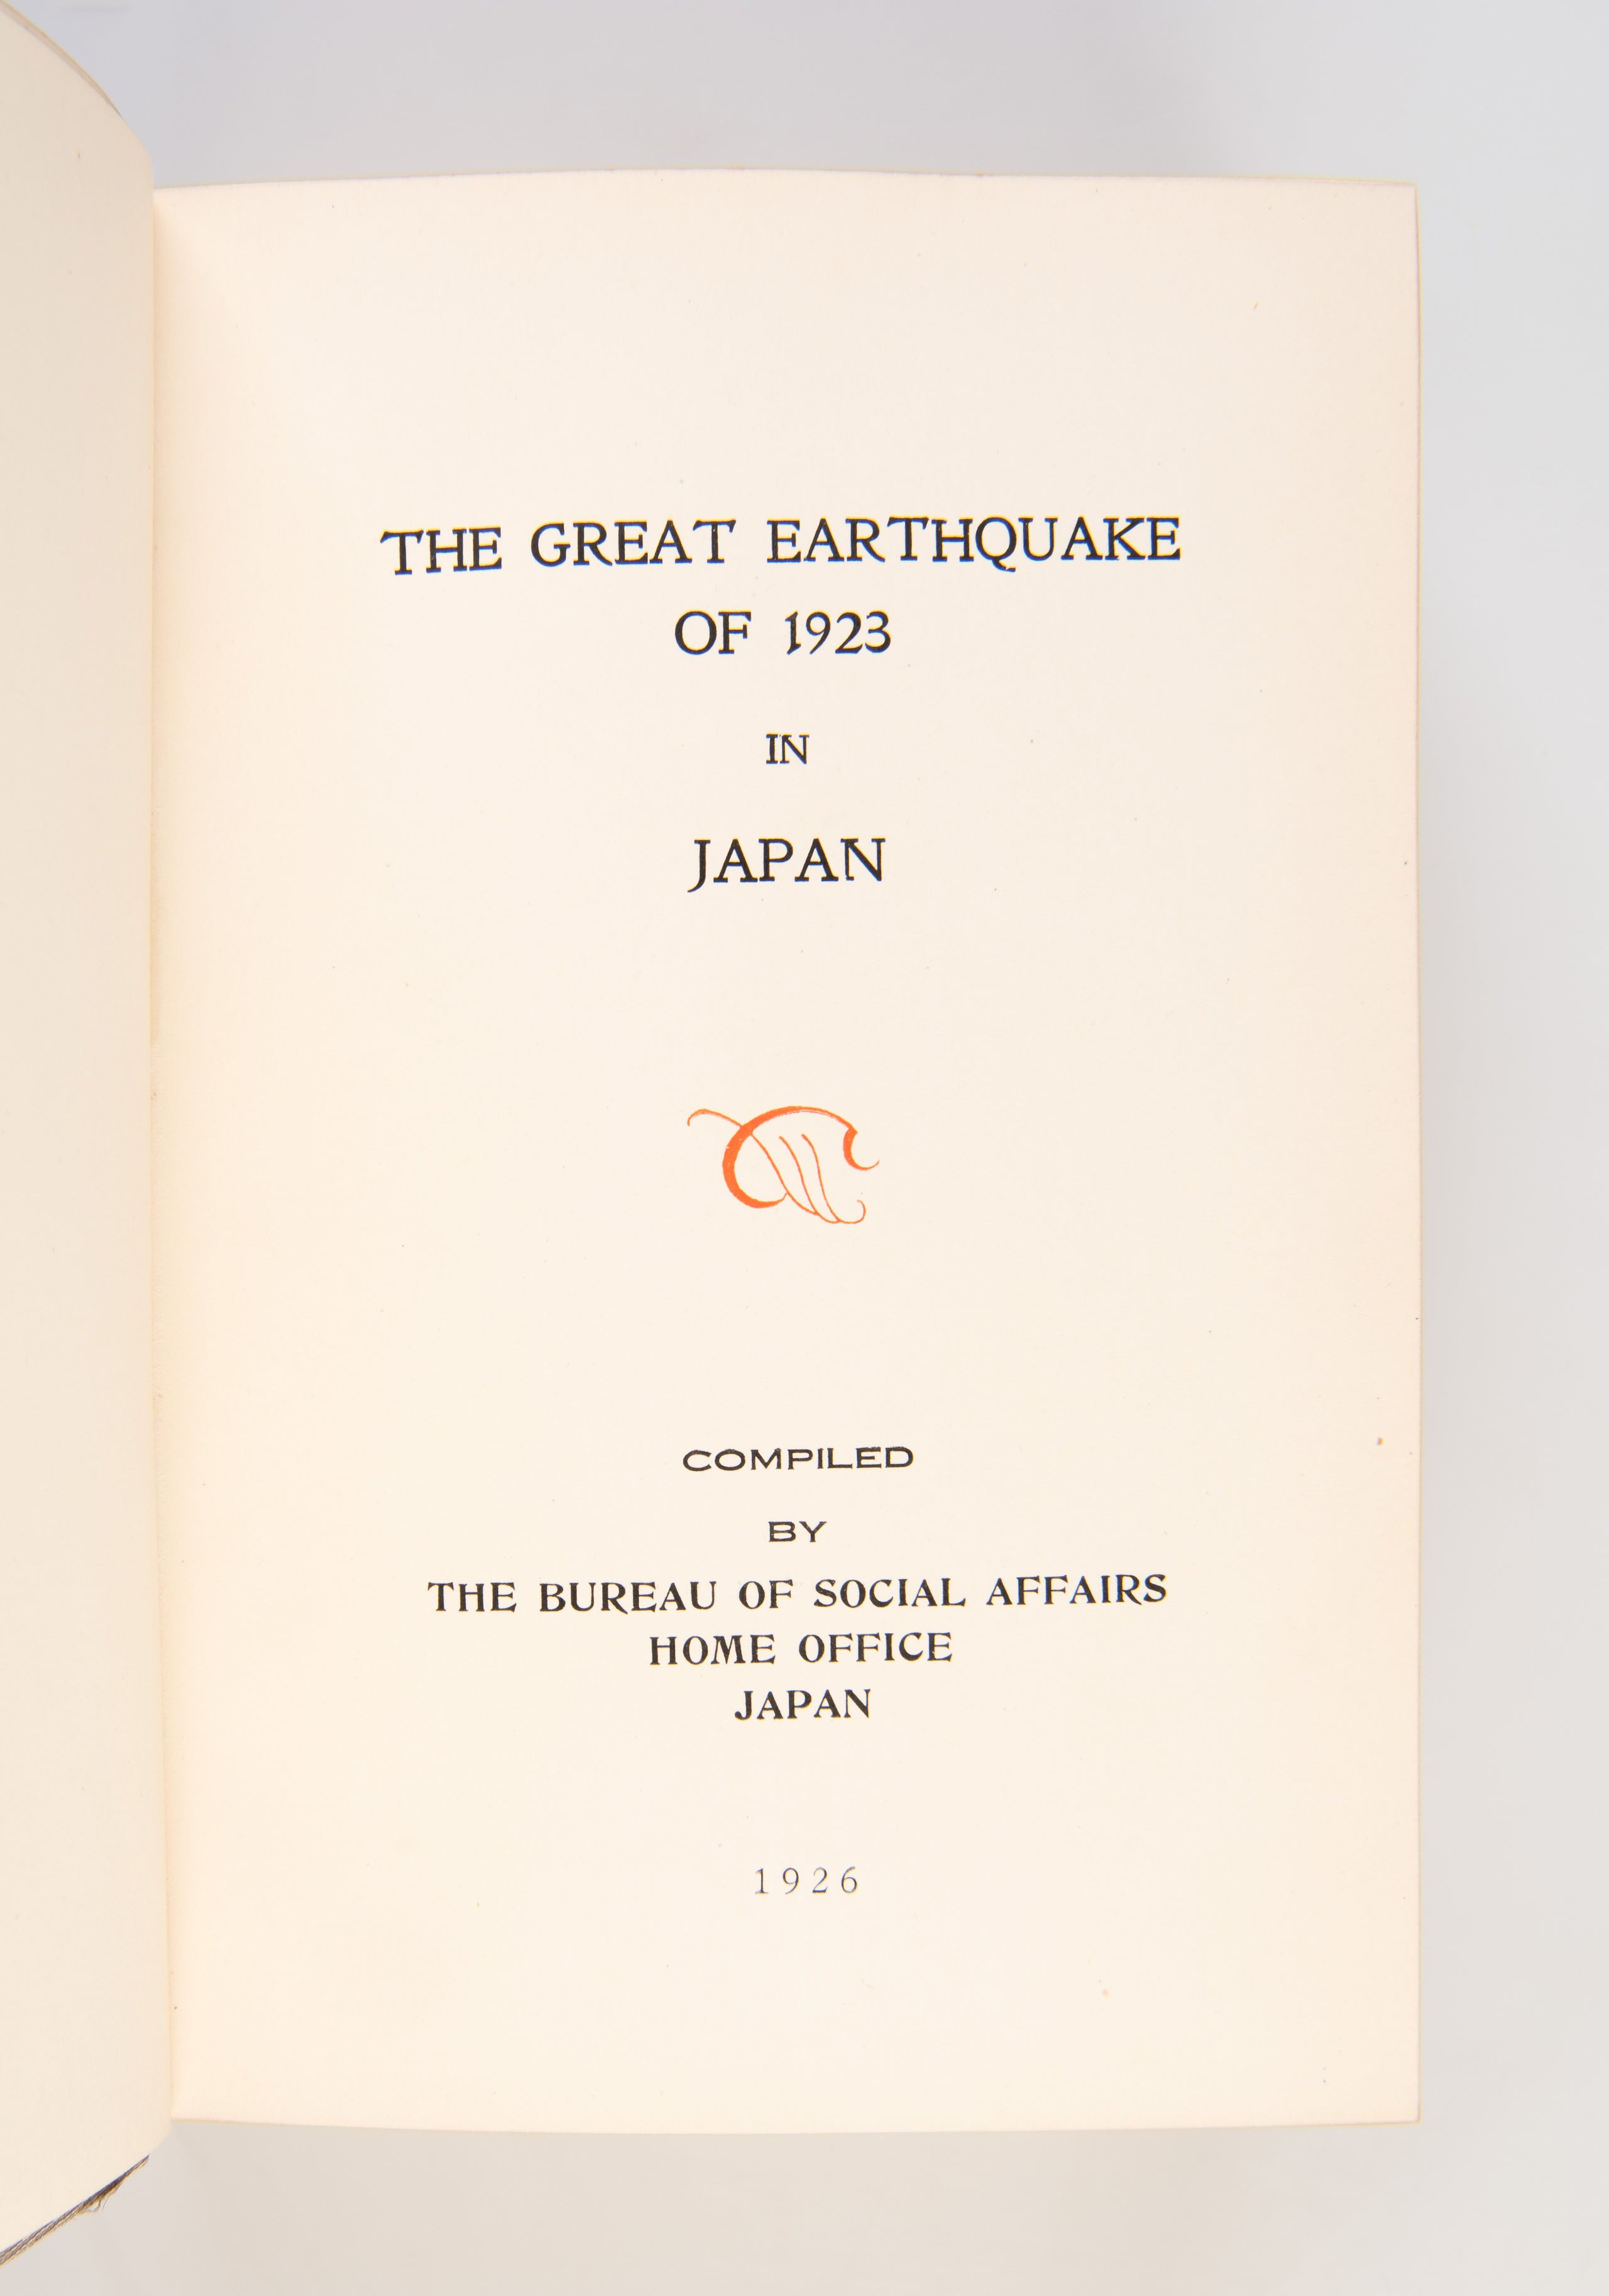 THE GREAT EARTHQUAKE
OF 1923
IN
JAPAN
COMPILED
BY
THE BUREAU OF SOCIAL AFFAIRS
HOME OFFICE
JAPAN
1926